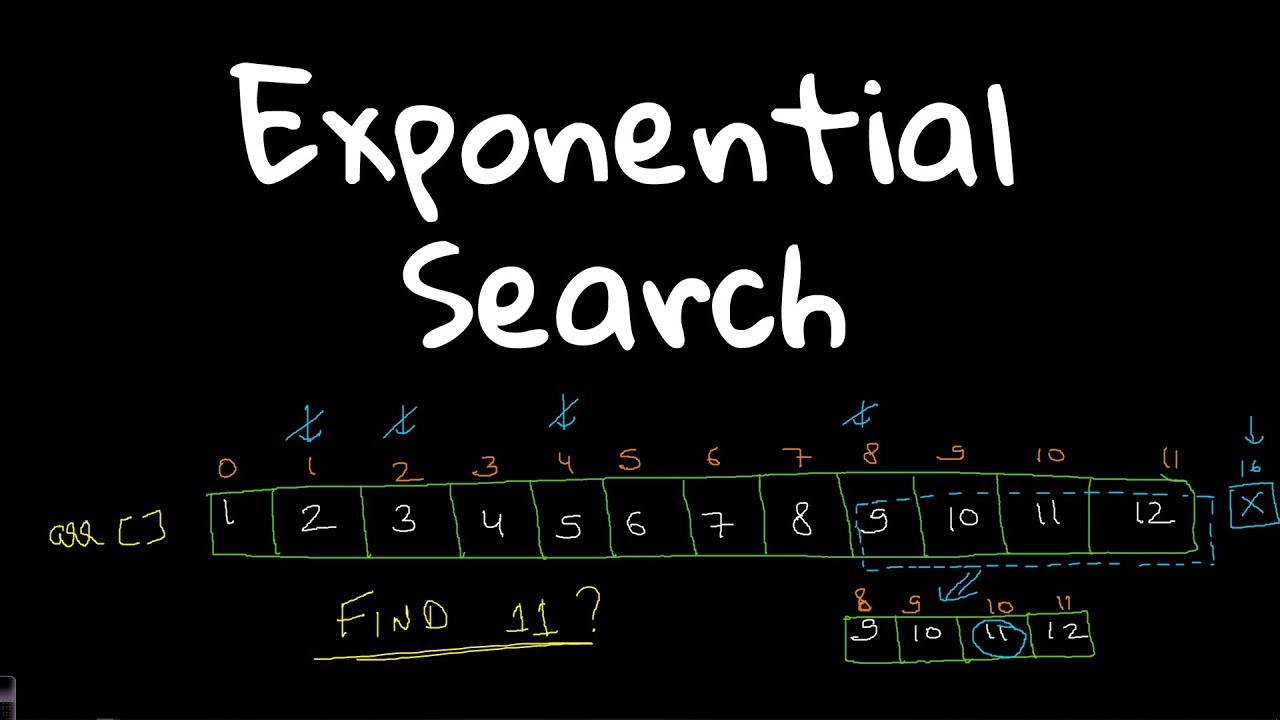 Exponential
Search
0 1 2 3 4 5 6 7 8 9 10 11 16
arr [] 1 2 3 4 5 6 7 8 9 10 11 12 X
FIND 11 ?
8 9 10 11
9 10 11 12